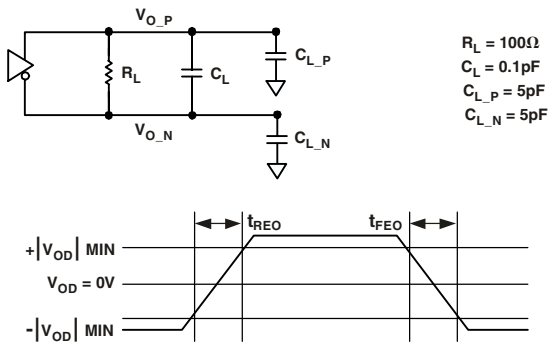 V_O_P
R_L
C_L
C_L_P
V_O_N
C_L_N
R_L = 100Ω
C_L = 0.1pF
C_L_P = 5pF
C_L_N = 5pF
t_REO
t_FEO
+|V_OD| MIN
V_OD = 0V
-|V_OD| MIN